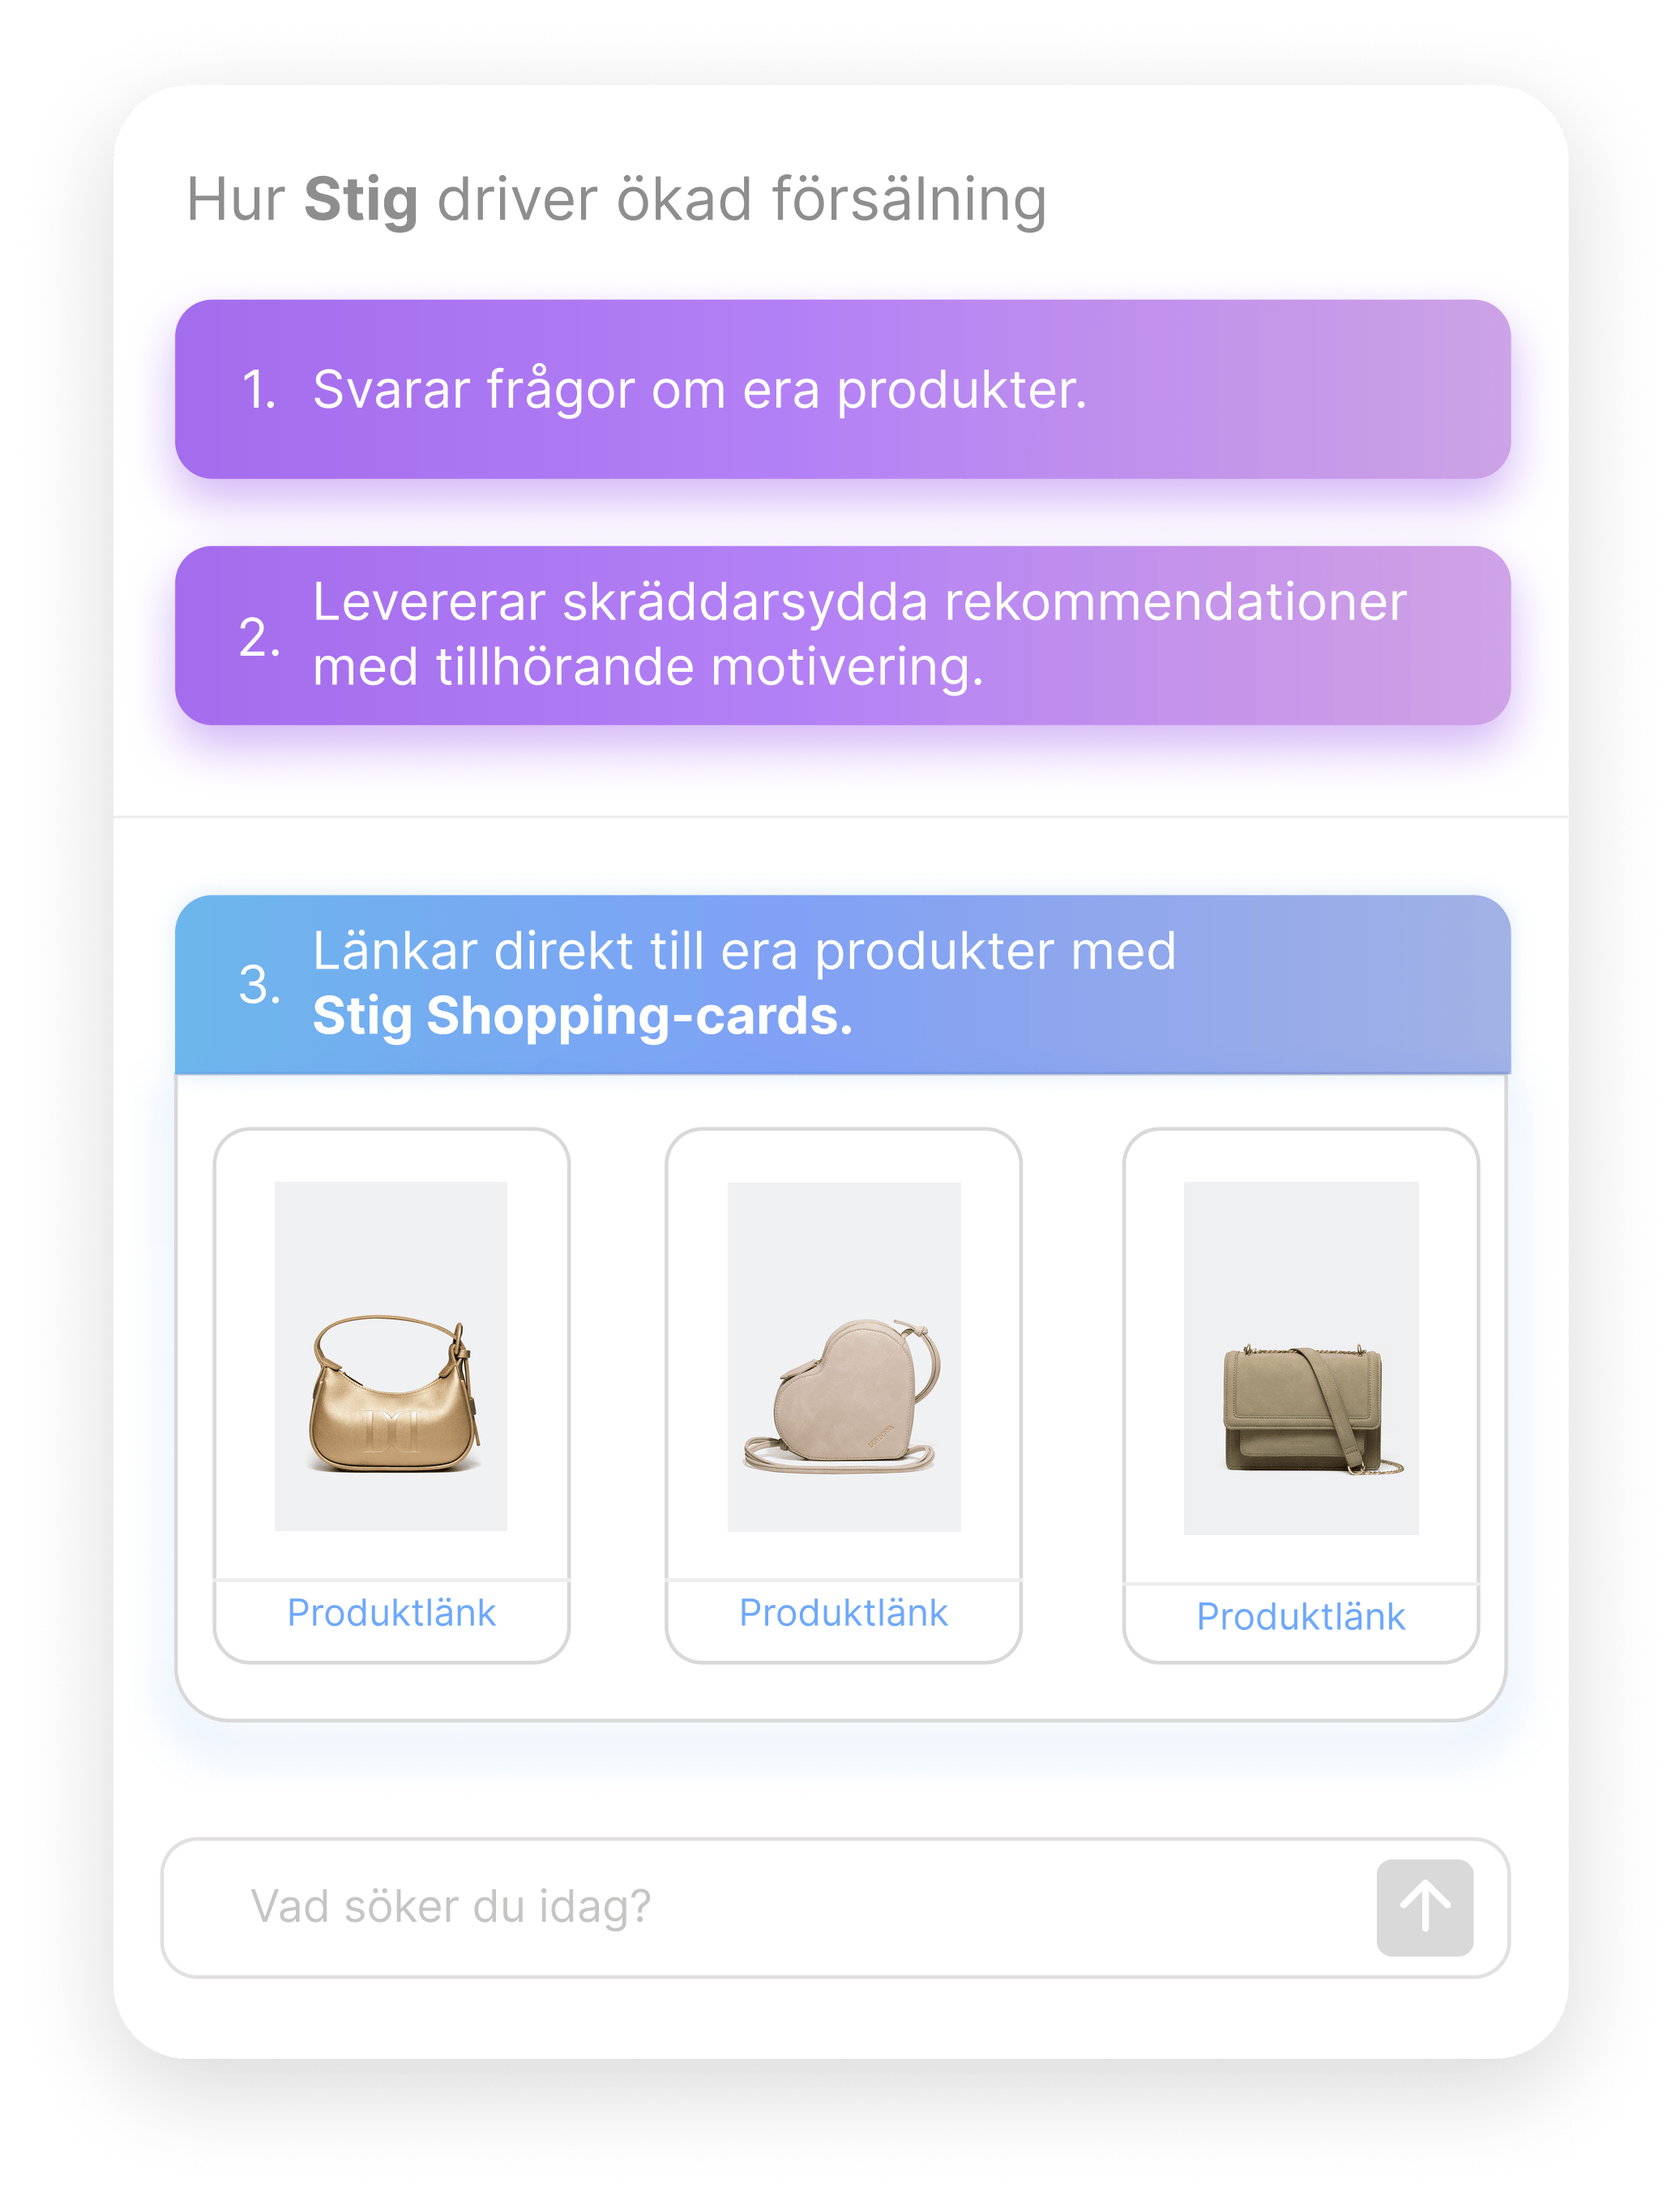 Hur Stig driver ökad försälning
1. Svarar frågor om era produkter.
2. Levererar skräddarsydda rekommendationer
med tillhörande motivering.
3. Länkar direkt till era produkter med
Stig Shopping-cards.
Produktlänk
Produktlänk
Produktlänk
Vad söker du idag?